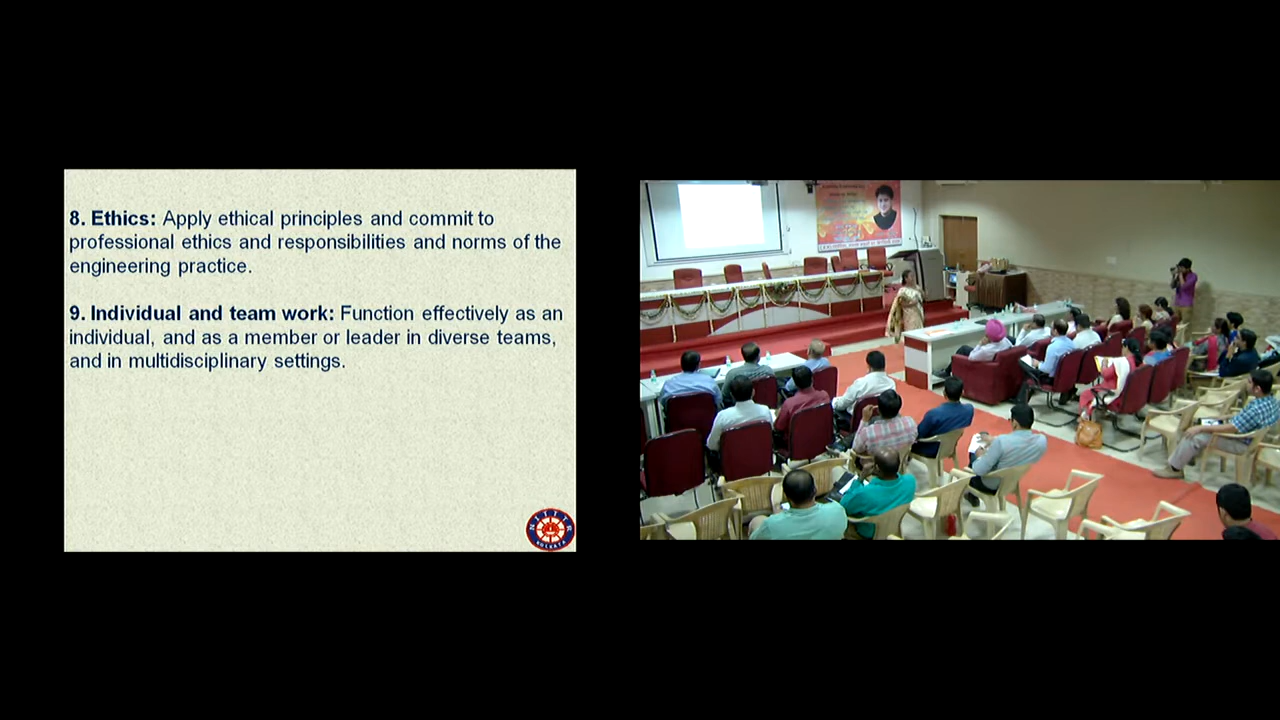 8. Ethics: Apply ethical principles and commit to
professional ethics and responsibilities and norms of the
engineering practice.
9. Individual and team work: Function effectively as an
individual, and as a member or leader in diverse teams,
and in multidisciplinary settings.
NITTTR
KOLKATA